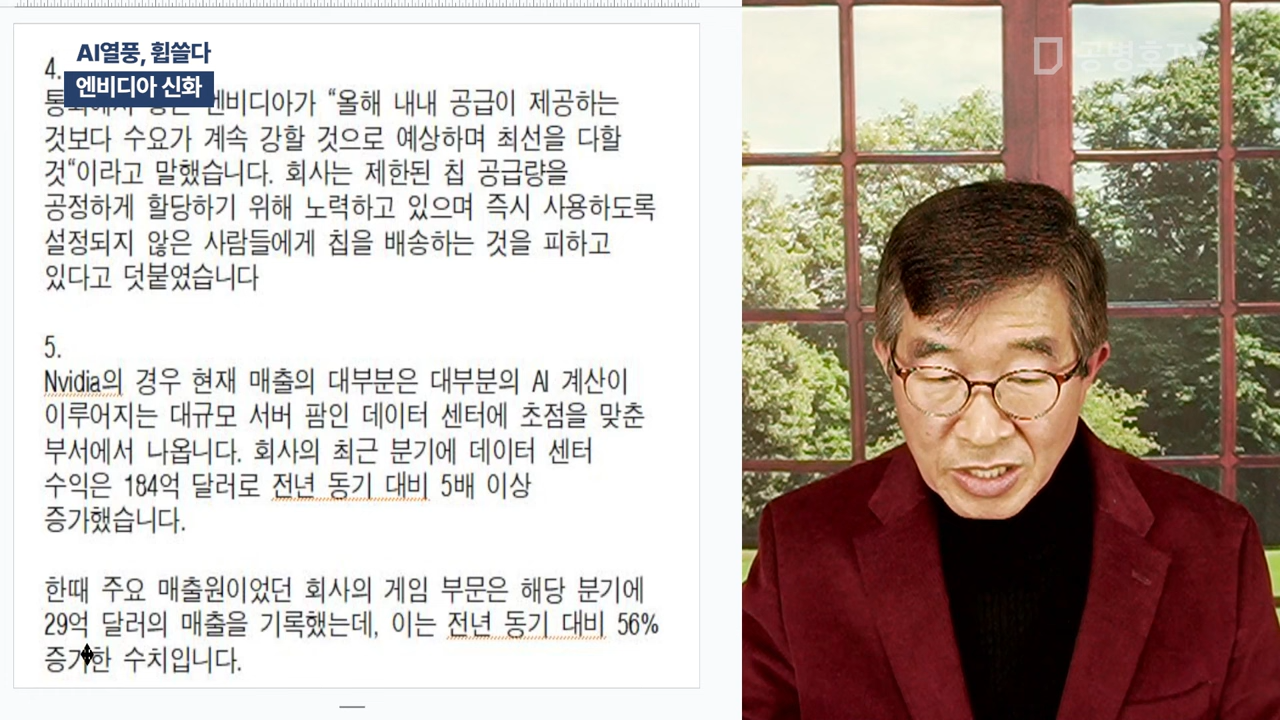 AI열풍, 휩쓸다
엔비디아 신화
4.
엔비디아가 “올해 내내 공급이 제공하는
것보다 수요가 계속 강할 것으로 예상하며 최선을 다할
것“이라고 말했습니다. 회사는 제한된 칩 공급량을
공정하게 할당하기 위해 노력하고 있으며 즉시 사용하도록
설정되지 않은 사람들에게 칩을 배송하는 것을 피하고
있다고 덧붙였습니다
5.
Nvidia의 경우 현재 매출의 대부분은 대부분의 AI 계산이
이루어지는 대규모 서버 팜인 데이터 센터에 초점을 맞춘
부서에서 나옵니다. 회사의 최근 분기에 데이터 센터
수익은 184억 달러로 전년 동기 대비 5배 이상
증가했습니다.
한때 주요 매출원이었던 회사의 게임 부문은 해당 분기에
29억 달러의 매출을 기록했는데, 이는 전년 동기 대비 56%
증가한 수치입니다.
공병호TV